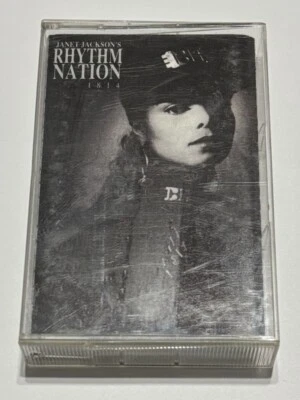 JANET JACKSON'S
RHYTHM
NATION
1814